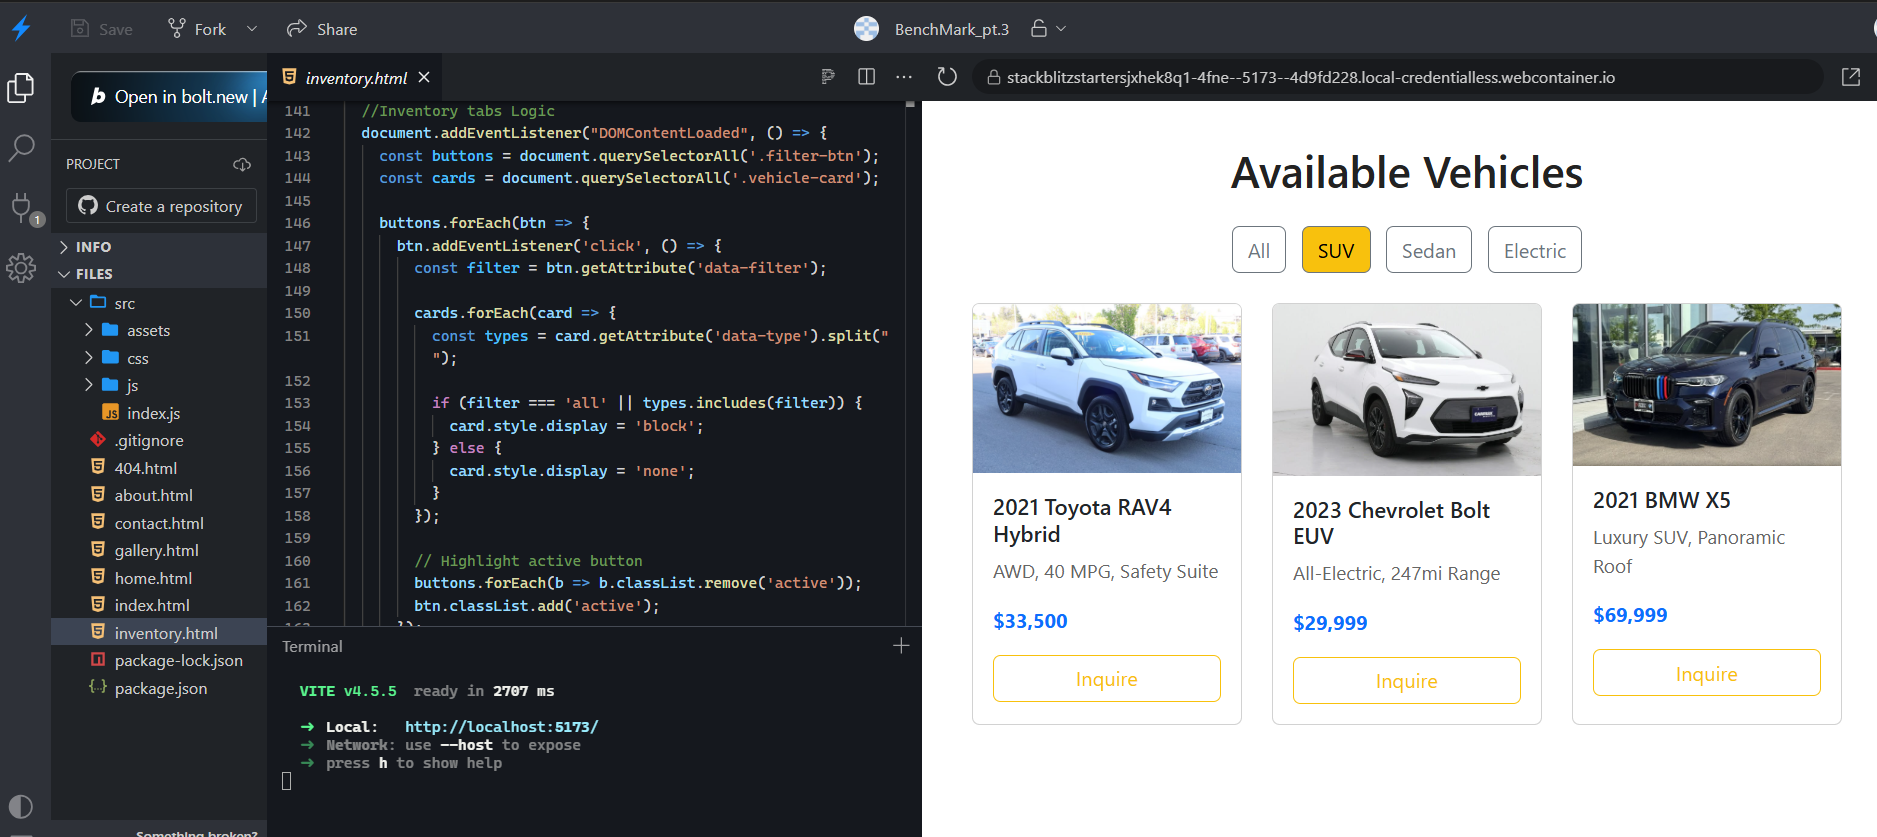 Save
Fork
Share
BenchMark_pt.3
Open in bolt.new | A
inventory.html
stackblitzstartersjxhek8q1-4fne--5173--4d9fd228.local-credentialless.webcontainer.io
PROJECT
Create a repository
1
INFO
FILES
src
assets
css
js
JS index.js
.gitignore
404.html
about.html
contact.html
gallery.html
home.html
index.html
inventory.html
package-lock.json
package.json
Something broken?
141 //Inventory tabs Logic
142 document.addEventListener("DOMContentLoaded", () => {
143 const buttons = document.querySelectorAll('.filter-btn');
144 const cards = document.querySelectorAll('.vehicle-card');
145
146 buttons.forEach(btn => {
147 btn.addEventListener('click', () => {
148 const filter = btn.getAttribute('data-filter');
149
150 cards.forEach(card => {
151 const types = card.getAttribute('data-type').split("
");
152
153 if (filter === 'all' || types.includes(filter)) {
154 card.style.display = 'block';
155 } else {
156 card.style.display = 'none';
157 }
158 });
159
160 // Highlight active button
161 buttons.forEach(b => b.classList.remove('active'));
162 btn.classList.add('active');
163 });
Terminal
VITE v4.5.5 ready in 2707 ms
➜ Local: http://localhost:5173/
➜ Network: use --host to expose
➜ press h to show help
Available Vehicles
All
SUV
Sedan
Electric
2021 Toyota RAV4
Hybrid
AWD, 40 MPG, Safety Suite
$33,500
Inquire
CARMAX
2023 Chevrolet Bolt
EUV
All-Electric, 247mi Range
$29,999
Inquire
2021 BMW X5
Luxury SUV, Panoramic
Roof
$69,999
Inquire